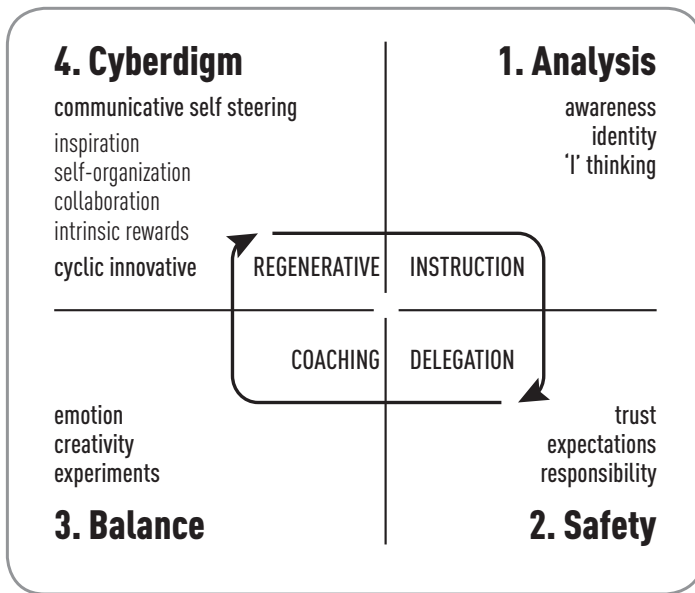 4. Cyberdigm
communicative self steering
inspiration
self-organization
collaboration
intrinsic rewards
cyclic innovative
1. Analysis
awareness
identity
‘I’ thinking
REGENERATIVE
INSTRUCTION
COACHING
DELEGATION
emotion
creativity
experiments
3. Balance
trust
expectations
responsibility
2. Safety